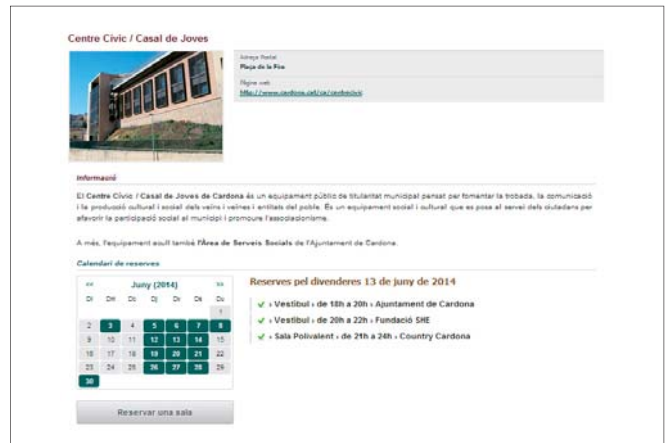 Centre Cívic / Casal de Joves
Adreça Postal
Plaça de la Fira
Pàgina web
http://www.cardona.cat/ca/centrecivic
Informació
El Centre Cívic / Casal de Joves de Cardona és un equipament públic de titularitat municipal pensat per fomentar la trobada, la comunicació
i la producció cultural i social dels veïns i veïnes i entitats del poble. És un equipament social i cultural que es posa al servei dels ciutadans per
afavorir la participació social al municipi i promoure l'associacionisme.
A més, l'equipament acull també l'Àrea de Serveis Socials de l'Ajuntament de Cardona.
Calendari de reserves
<< Juny (2014) >>
Dl Dm Dc Dj Dv Ds Du
1
2 3 4 5 6 7 8
9 10 11 12 13 14 15
16 17 18 19 20 21 22
23 24 25 26 27 28 29
30
Reservar una sala
Reserves pel divendres 13 de juny de 2014
› Vestíbul › de 18h a 20h › Ajuntament de Cardona
› Vestíbul › de 20h a 22h › Fundació SHE
› Sala Polivalent › de 21h a 24h › Country Cardona